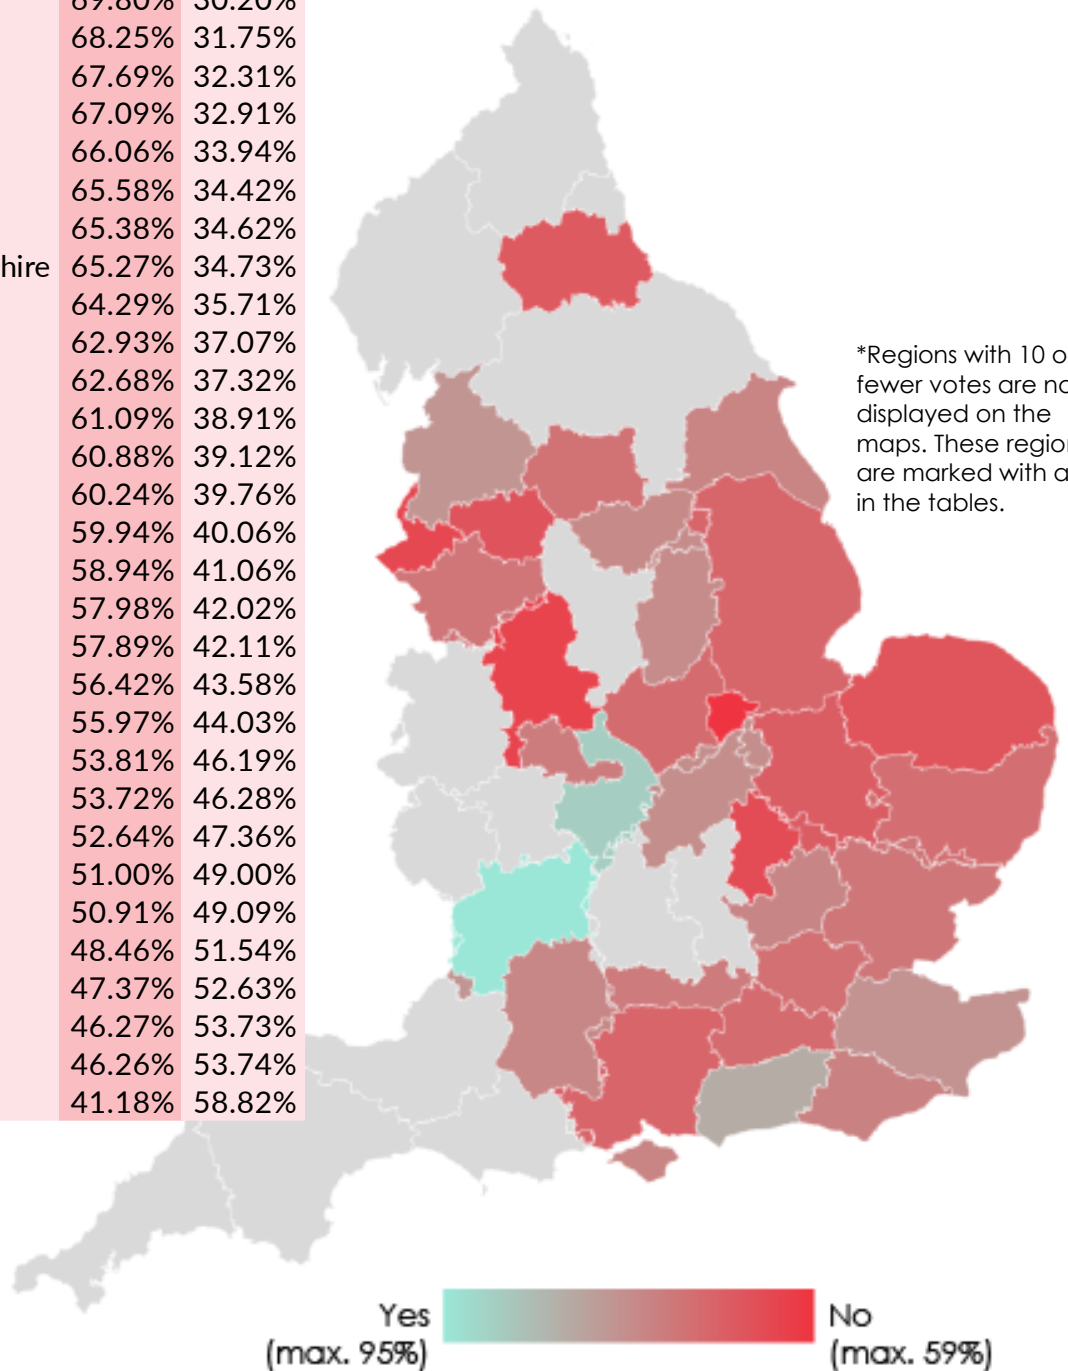 69.80% 30.20%
68.25% 31.75%
67.69% 32.31%
67.09% 32.91%
66.06% 33.94%
65.58% 34.42%
65.38% 34.62%
hire 65.27% 34.73%
64.29% 35.71%
62.93% 37.07%
62.68% 37.32%
61.09% 38.91%
60.88% 39.12%
60.24% 39.76%
59.94% 40.06%
58.94% 41.06%
57.98% 42.02%
57.89% 42.11%
56.42% 43.58%
55.97% 44.03%
53.81% 46.19%
53.72% 46.28%
52.64% 47.36%
51.00% 49.00%
50.91% 49.09%
48.46% 51.54%
47.37% 52.63%
46.27% 53.73%
46.26% 53.74%
41.18% 58.82%
*Regions with 10 o
fewer votes are no
displayed on the
maps. These region
are marked with a
in the tables.
Yes
(max. 95%)
No
(max. 59%)